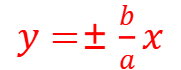 y = ± b/a x